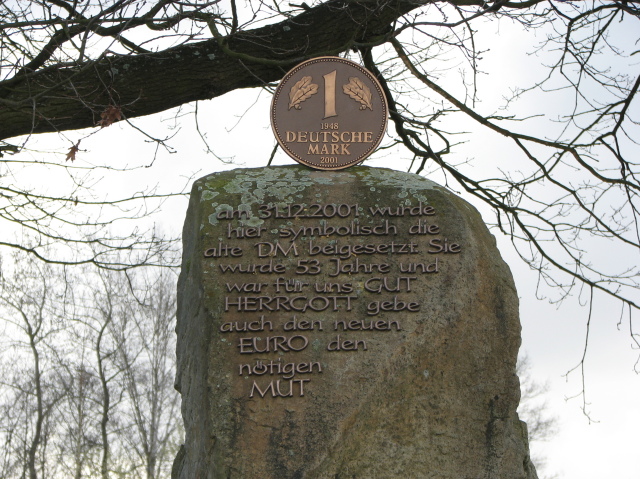 1
1948
DEUTSCHE
MARK
2001
am 31.12.2001 wurde
hier symbolisch die
alte DM beigesetzt Sie
wurde 53 Jahre und
war für uns GUT
HERRGOTT gebe
auch den neuen
EURO den
nötigen
MUT